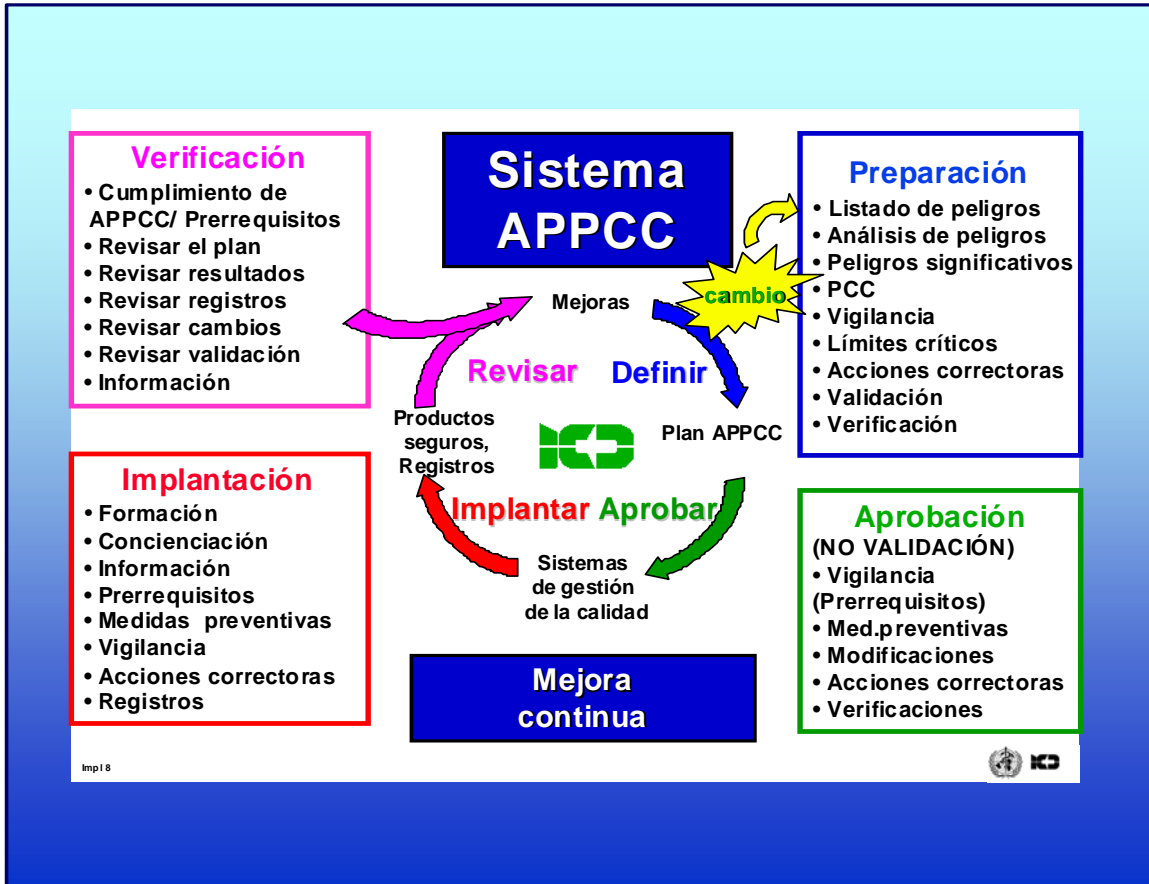 Sistema
APPCC
Verificación
• Cumplimiento de
APPCC/ Prerrequisitos
• Revisar el plan
• Revisar resultados
• Revisar registros
• Revisar cambios
• Revisar validación
• Información
Preparación
• Listado de peligros
• Análisis de peligros
• Peligros significativos
• PCC
• Vigilancia
• Límites críticos
• Acciones correctoras
• Validación
• Verificación
cambio
Mejoras
Revisar
Definir
Productos
seguros,
Registros
Plan APPCC
Implantar
Aprobar
Sistemas
de gestión
de la calidad
Implantación
• Formación
• Concienciación
• Información
• Prerrequisitos
• Medidas preventivas
• Vigilancia
• Acciones correctoras
• Registros
Aprobación
(NO VALIDACIÓN)
• Vigilancia
(Prerrequisitos)
• Med.preventivas
• Modificaciones
• Acciones correctoras
• Verificaciones
Mejora
continua
Impl 8